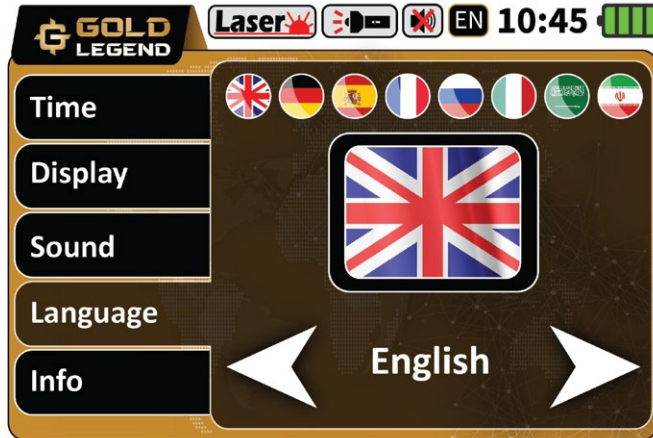 GOLD
LEGEND
Laser
EN
10:45
Time
Display
Sound
Language
Info
English